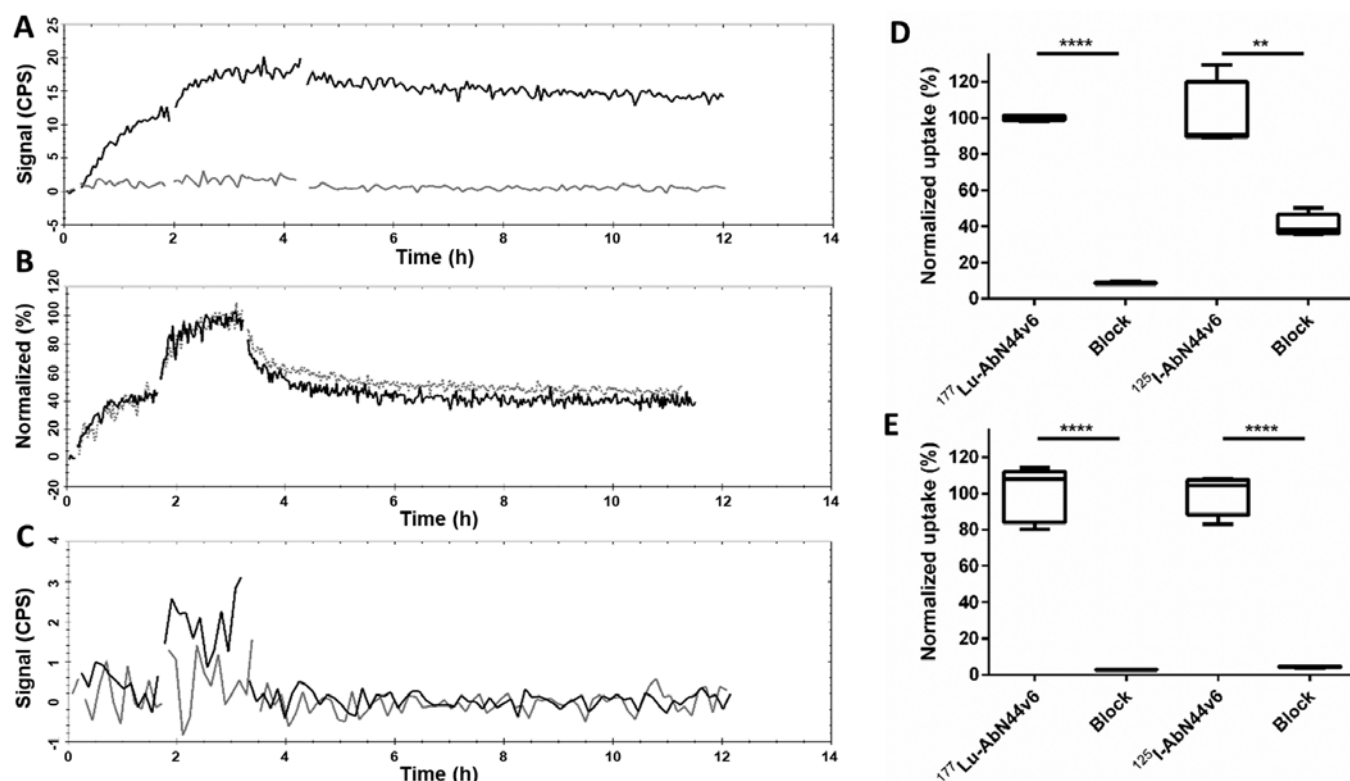 A
Signal (CPS)
25
20
15
10
5
0
-5
0 2 4 6 8 10 12 14
Time (h)
B
Normalized (%)
120
100
80
60
40
20
0
-20
0 2 4 6 8 10 12 14
Time (h)
C
Signal (CPS)
4
3
2
1
0
-1
0 2 4 6 8 10 12 14
Time (h)
D
Normalized uptake (%)
120
100
80
60
40
20
0
****
**
¹⁷⁷Lu-AbN44v6
Block
¹²⁵I-AbN44v6
Block
E
Normalized uptake (%)
120
100
80
60
40
20
0
****
****
¹⁷⁷Lu-AbN44v6
Block
¹²⁵I-AbN44v6
Block